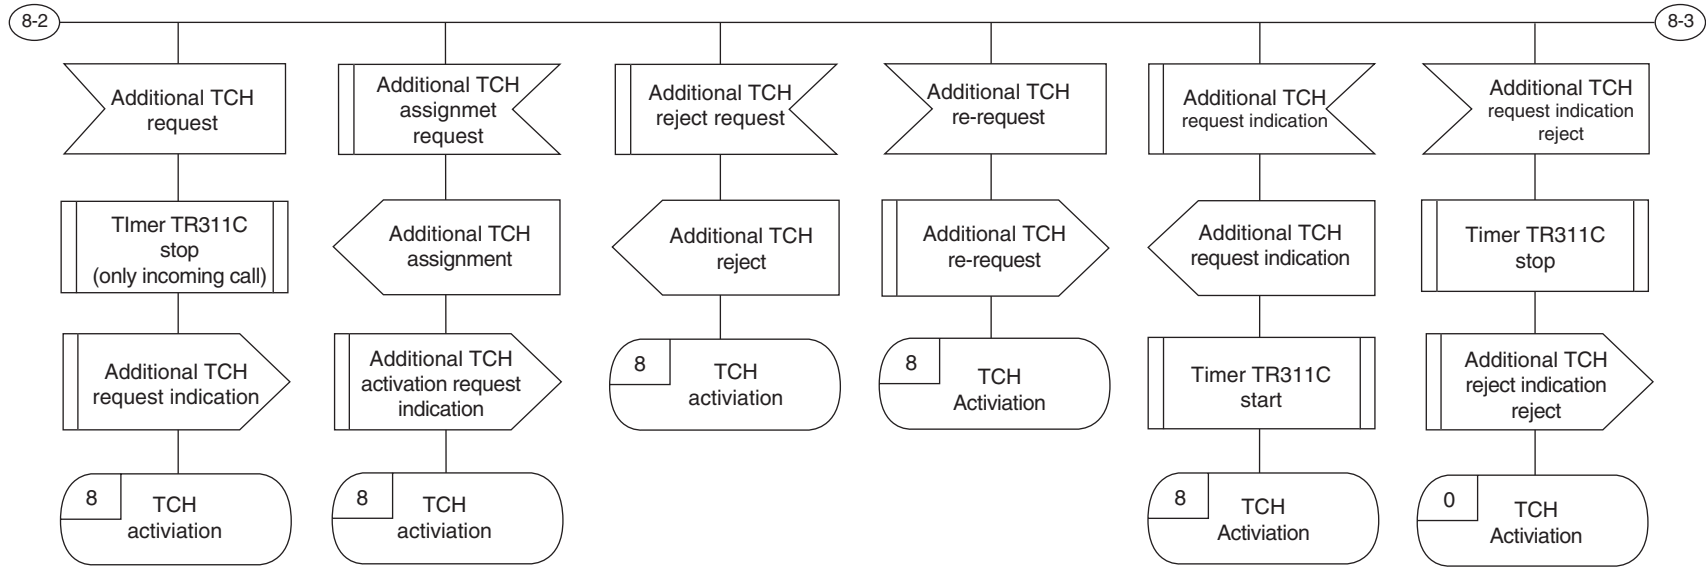 8-2
8-3
Additional TCH
request
TImer TR311C
stop
(only incoming call)
Additional TCH
request indication
8
TCH
activiation
Additional TCH
assignmet
request
Additional TCH
assignment
Additional TCH
activation request
indication
8
TCH
activiation
Additional TCH
reject request
Additional TCH
reject
8
TCH
activiation
Additional TCH
re-request
Additional TCH
re-request
8
TCH
Activiation
Additional TCH
request indication
Additional TCH
request indication
Timer TR311C
start
8
TCH
Activiation
Additional TCH
request indication
reject
Timer TR311C
stop
Additional TCH
reject indication
reject
0
TCH
Activiation